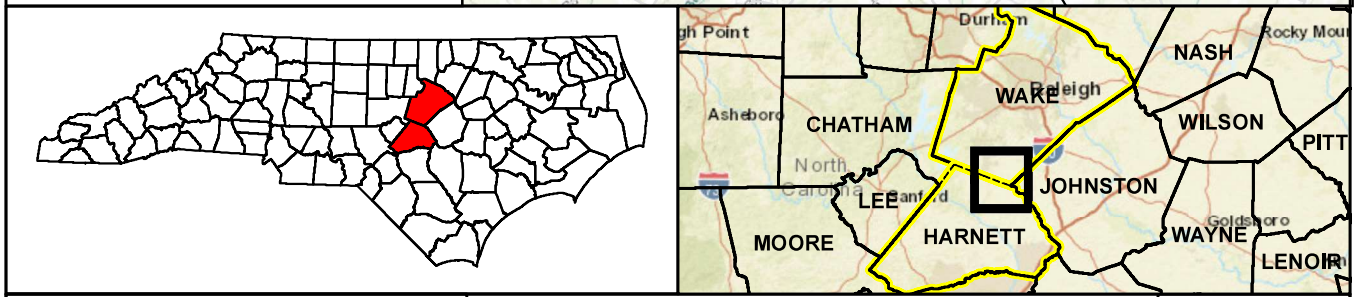 Durham
gh Point
NASH
Rocky Mou
Raleigh
WAKE
Asheboro
CHATHAM
WILSON
PITT
North
Carolina
JOHNSTON
LEE
Sanford
Goldsboro
MOORE
HARNETT
WAYNE
LENOIR